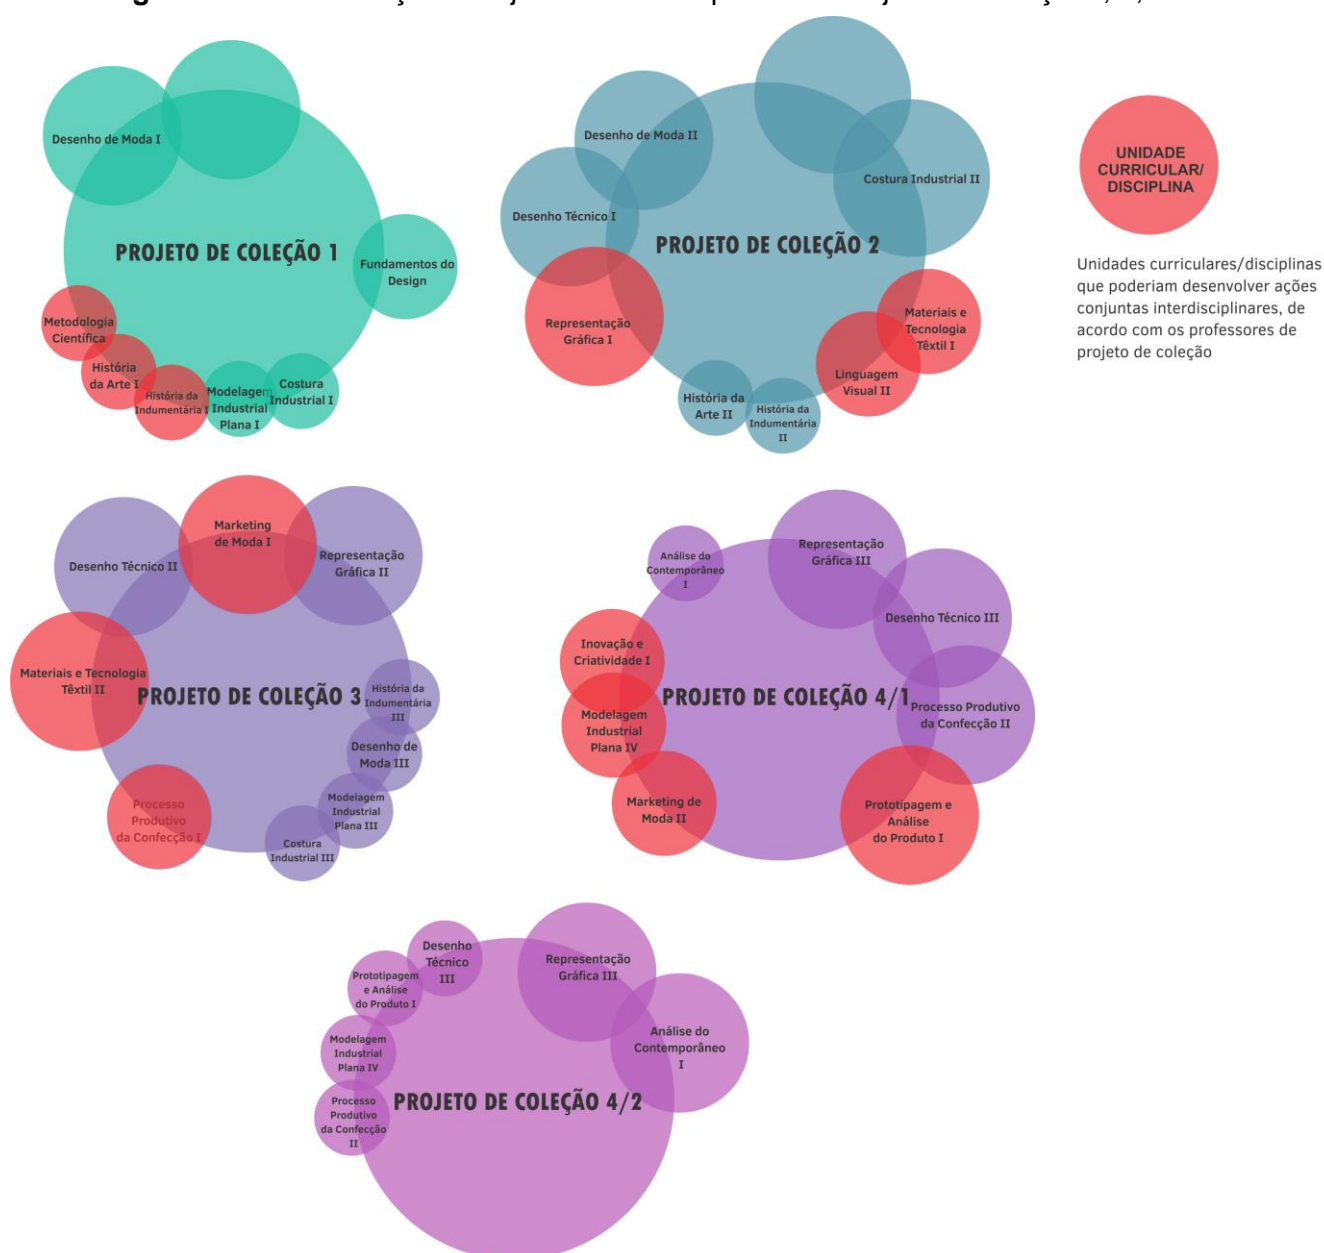 Desenho de Moda I
PROJETO DE COLEÇÃO 1
Fundamentos do
Design
Metodologia
Científica
História
da Arte I
História da
Indumentária I
Modelagem
Industrial
Plana I
Costura
Industrial I
Desenho de Moda II
Costura Industrial II
Desenho Técnico I
PROJETO DE COLEÇÃO 2
Representação
Gráfica I
Materiais e
Tecnologia
Têxtil I
Linguagem
Visual II
História da
Arte II
História da
Indumentária
II
UNIDADE
CURRICULAR/
DISCIPLINA
Unidades curriculares/disciplinas
que poderiam desenvolver ações
conjuntas interdisciplinares, de
acordo com os professores de
projeto de coleção
Marketing
de Moda I
Desenho Técnico II
Representação
Gráfica II
Materiais e Tecnologia
Têxtil II
PROJETO DE COLEÇÃO 3
História da
Indumentária
III
Desenho de
Moda III
Modelagem
Industrial
Plana III
Costura
Industrial III
Processo
Produtivo
da Confecção I
Análise do
Contemporâneo
I
Representação
Gráfica III
Desenho Técnico III
Inovação e
Criatividade I
PROJETO DE COLEÇÃO 4/1
Processo Produtivo
da Confecção II
Modelagem
Industrial
Plana IV
Marketing de
Moda II
Prototipagem e
Análise
do Produto I
Desenho
Técnico
III
Representação
Gráfica III
Prototipagem
e Análise
do Produto I
Análise do
Contemporâneo
I
Modelagem
Industrial
Plana IV
PROJETO DE COLEÇÃO 4/2
Processo
Produtivo
da Confecção
II